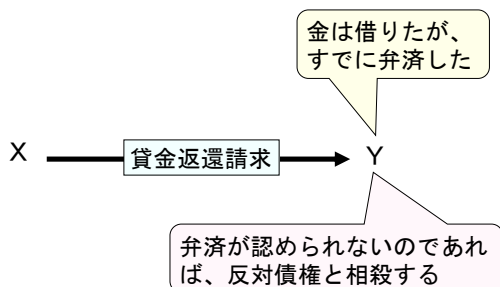 金は借りたが、
すでに弁済した
X 貸金返還請求 Y
弁済が認められないのであれ
ば、反対債権と相殺する